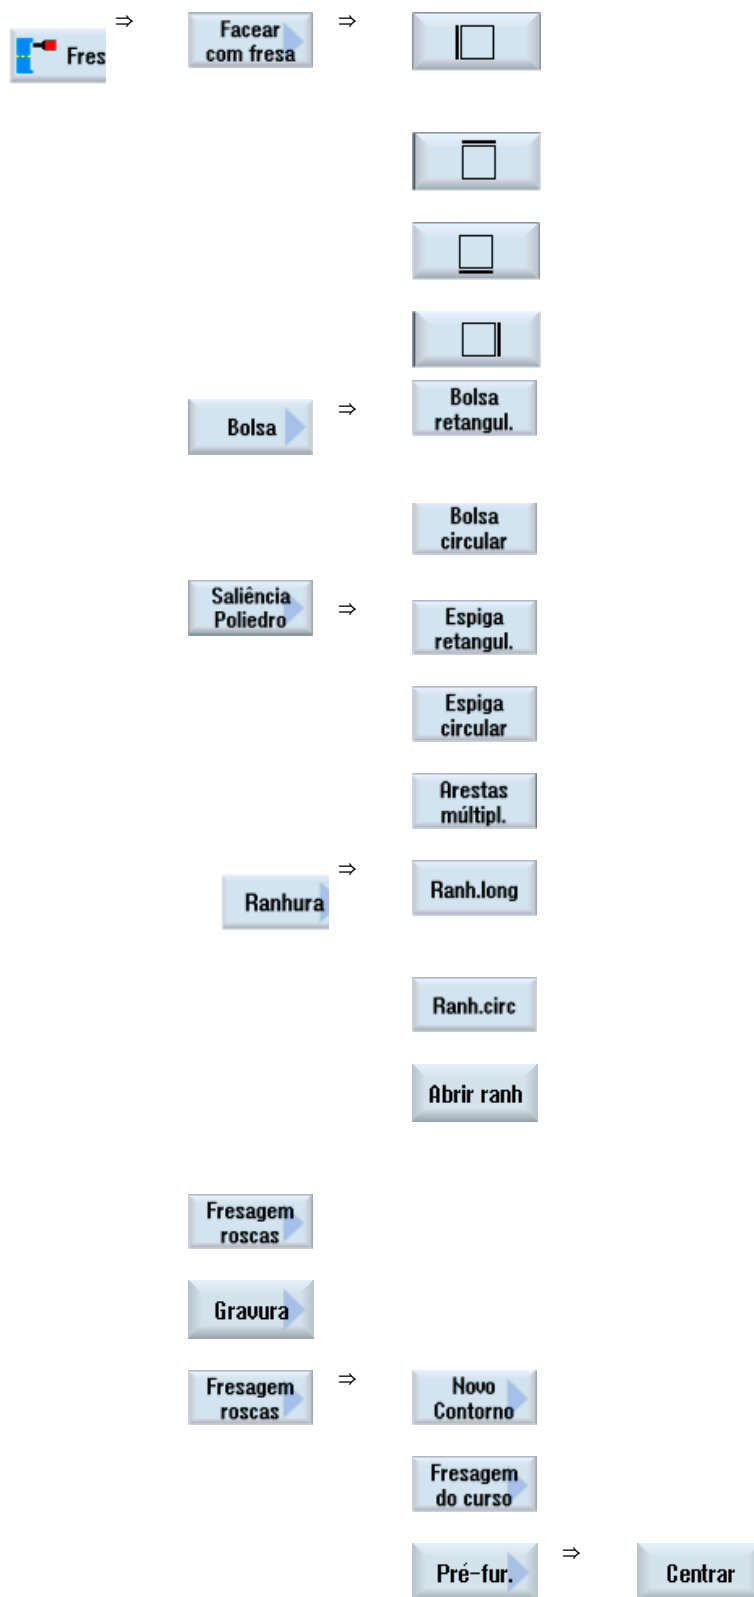 Fres
⇒
Facear
com fresa
⇒
Bolsa
⇒
Bolsa
retangul.
Bolsa
circular
Saliência
Poliedro
⇒
Espiga
retangul.
Espiga
circular
Arestas
múltipl.
Ranhura
⇒
Ranh.long
Ranh.circ
Abrir ranh
Fresagem
roscas
Gravura
Fresagem
roscas
⇒
Novo
Contorno
Fresagem
do curso
Pré-fur.
⇒
Centrar